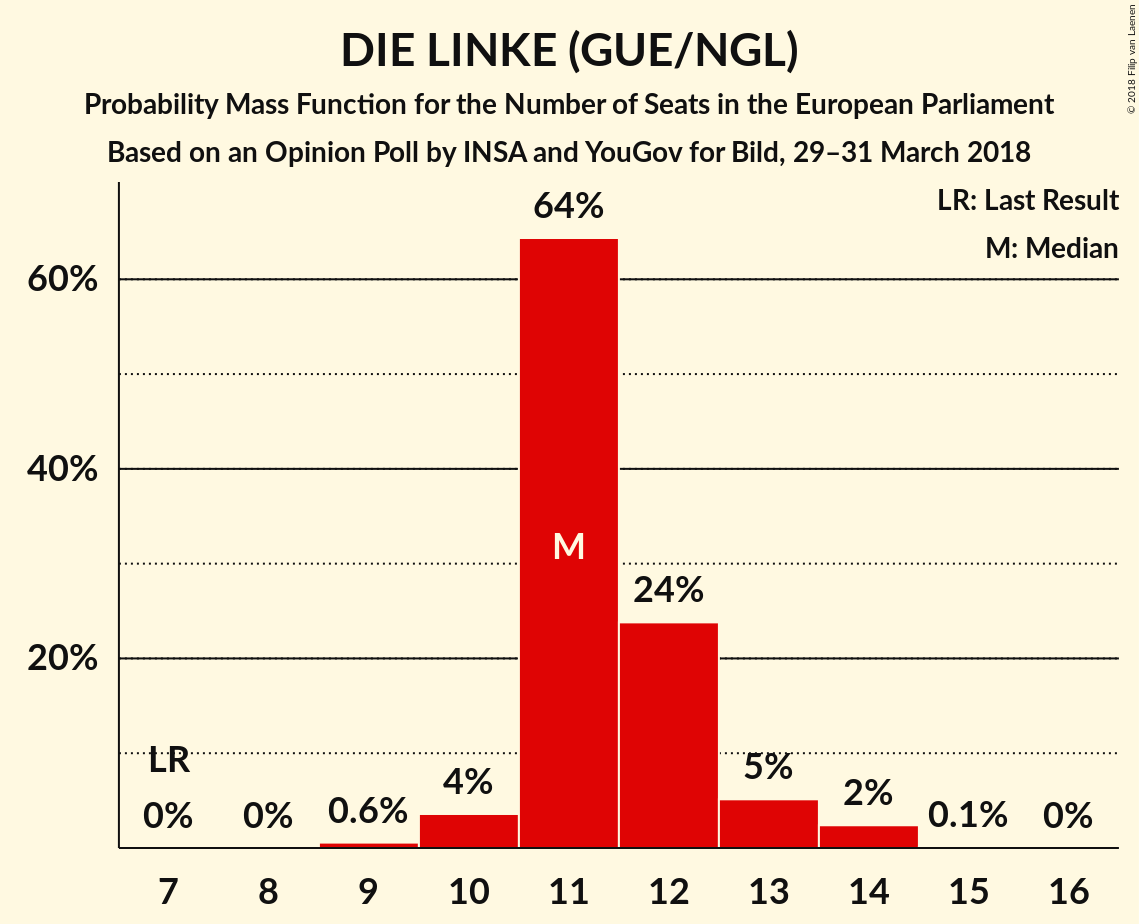 DIE LINKE (GUE/NGL)
Probability Mass Function for the Number of Seats in the European Parliament
Based on an Opinion Poll by INSA and YouGov for Bild, 29–31 March 2018
© 2018 Filip van Laenen
LR: Last Result
M: Median
60%
40%
20%
LR
0%
0%
0.6%
4%
64%
M
24%
5%
2%
0.1%
0%
7 8 9 10 11 12 13 14 15 16